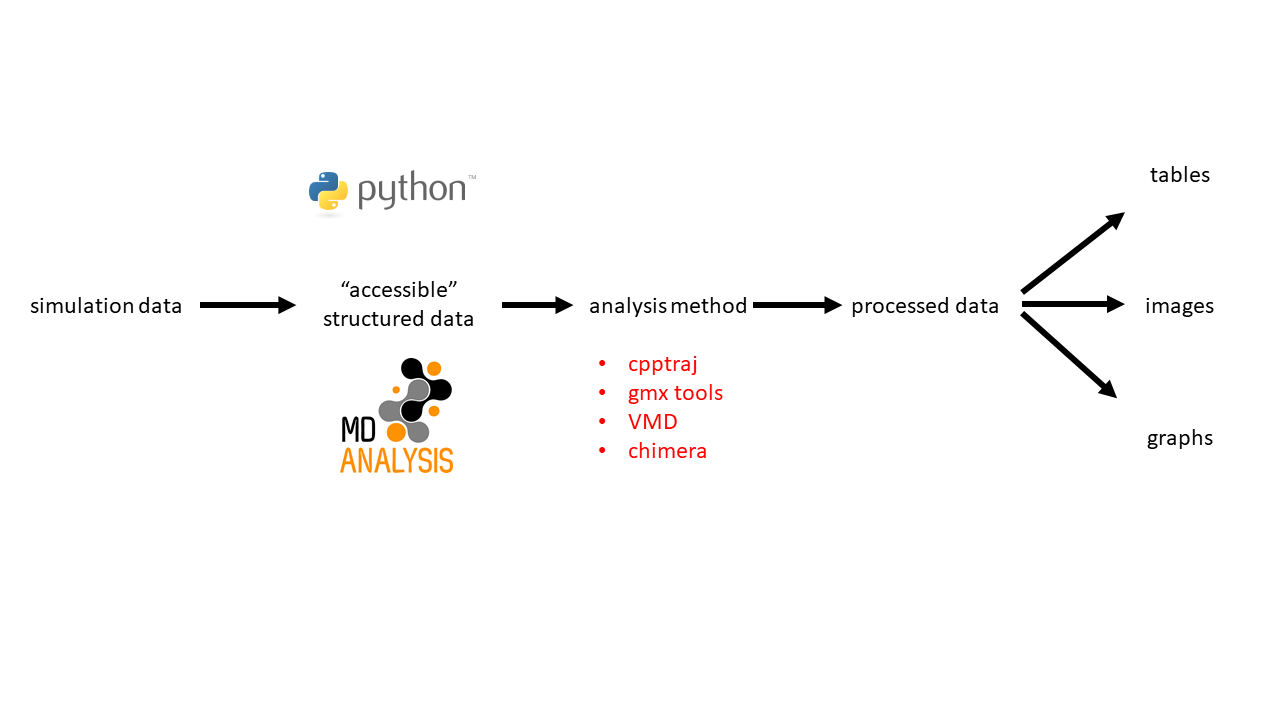 python™
tables
simulation data
“accessible”
structured data
analysis method
processed data
images
MD
ANALYSIS
• cpptraj
• gmx tools
• VMD
• chimera
graphs